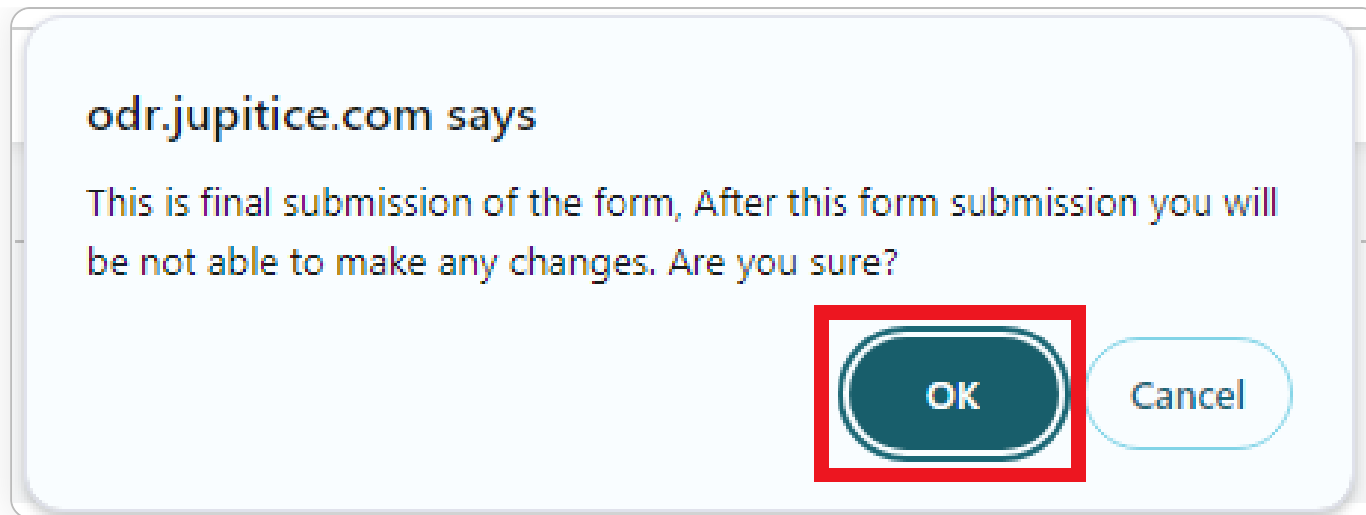 odr.jupitice.com says
This is final submission of the form, After this form submission you will
be not able to make any changes. Are you sure?
OK
Cancel